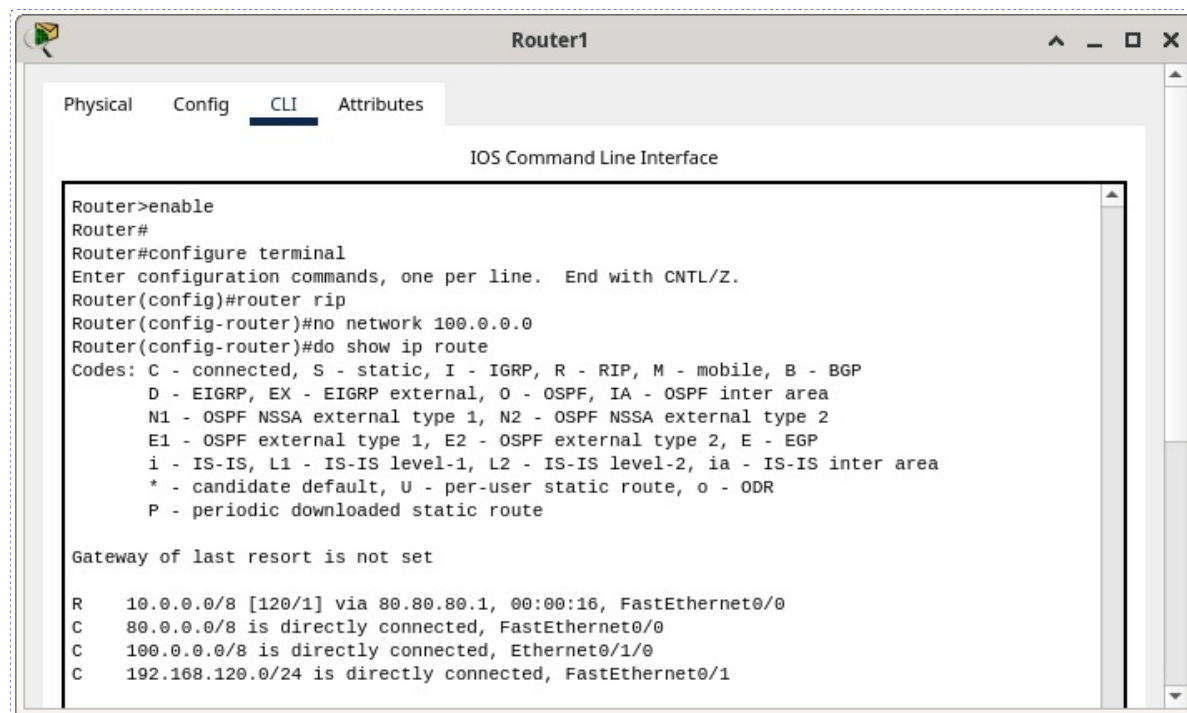 Router1
Physical Config CLI Attributes
IOS Command Line Interface
Router>enable
Router#
Router#configure terminal
Enter configuration commands, one per line.  End with CNTL/Z.
Router(config)#router rip
Router(config-router)#no network 100.0.0.0
Router(config-router)#do show ip route
Codes: C - connected, S - static, I - IGRP, R - RIP, M - mobile, B - BGP
       D - EIGRP, EX - EIGRP external, O - OSPF, IA - OSPF inter area
       N1 - OSPF NSSA external type 1, N2 - OSPF NSSA external type 2
       E1 - OSPF external type 1, E2 - OSPF external type 2, E - EGP
       i - IS-IS, L1 - IS-IS level-1, L2 - IS-IS level-2, ia - IS-IS inter area
       * - candidate default, U - per-user static route, o - ODR
       P - periodic downloaded static route
Gateway of last resort is not set
R    10.0.0.0/8 [120/1] via 80.80.80.1, 00:00:16, FastEthernet0/0
C    80.0.0.0/8 is directly connected, FastEthernet0/0
C    100.0.0.0/8 is directly connected, Ethernet0/1/0
C    192.168.120.0/24 is directly connected, FastEthernet0/1